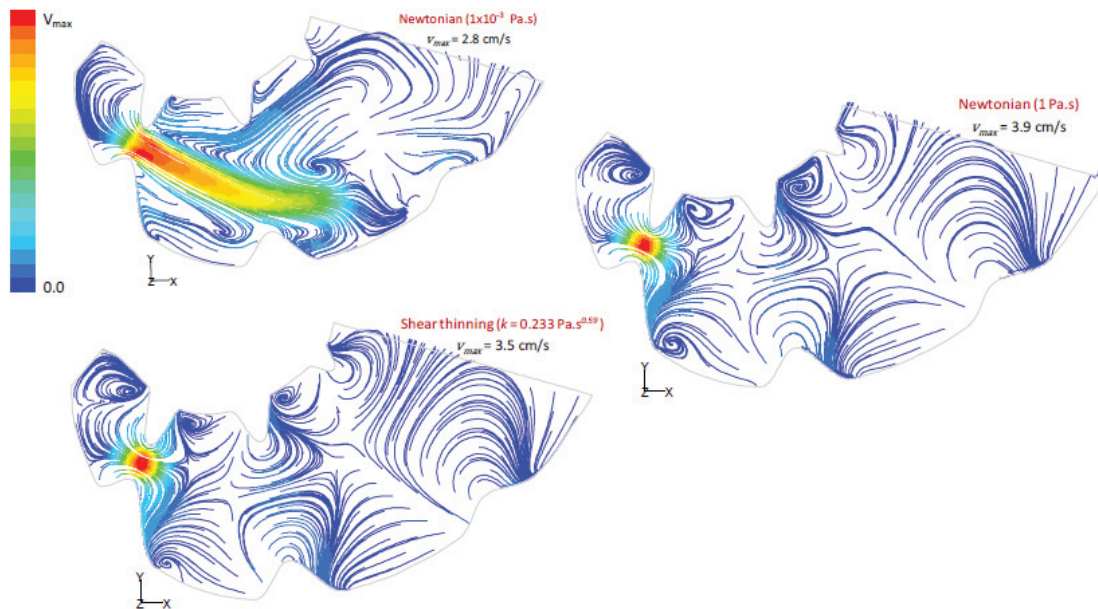 Vmax
0.0
Newtonian (1x10⁻³ Pa.s)
vmax = 2.8 cm/s
Y
Z X
Newtonian (1 Pa.s)
vmax = 3.9 cm/s
Y
Z X
Shear thinning (k = 0.233 Pa.s⁰·⁵⁹)
vmax = 3.5 cm/s
Y
Z X